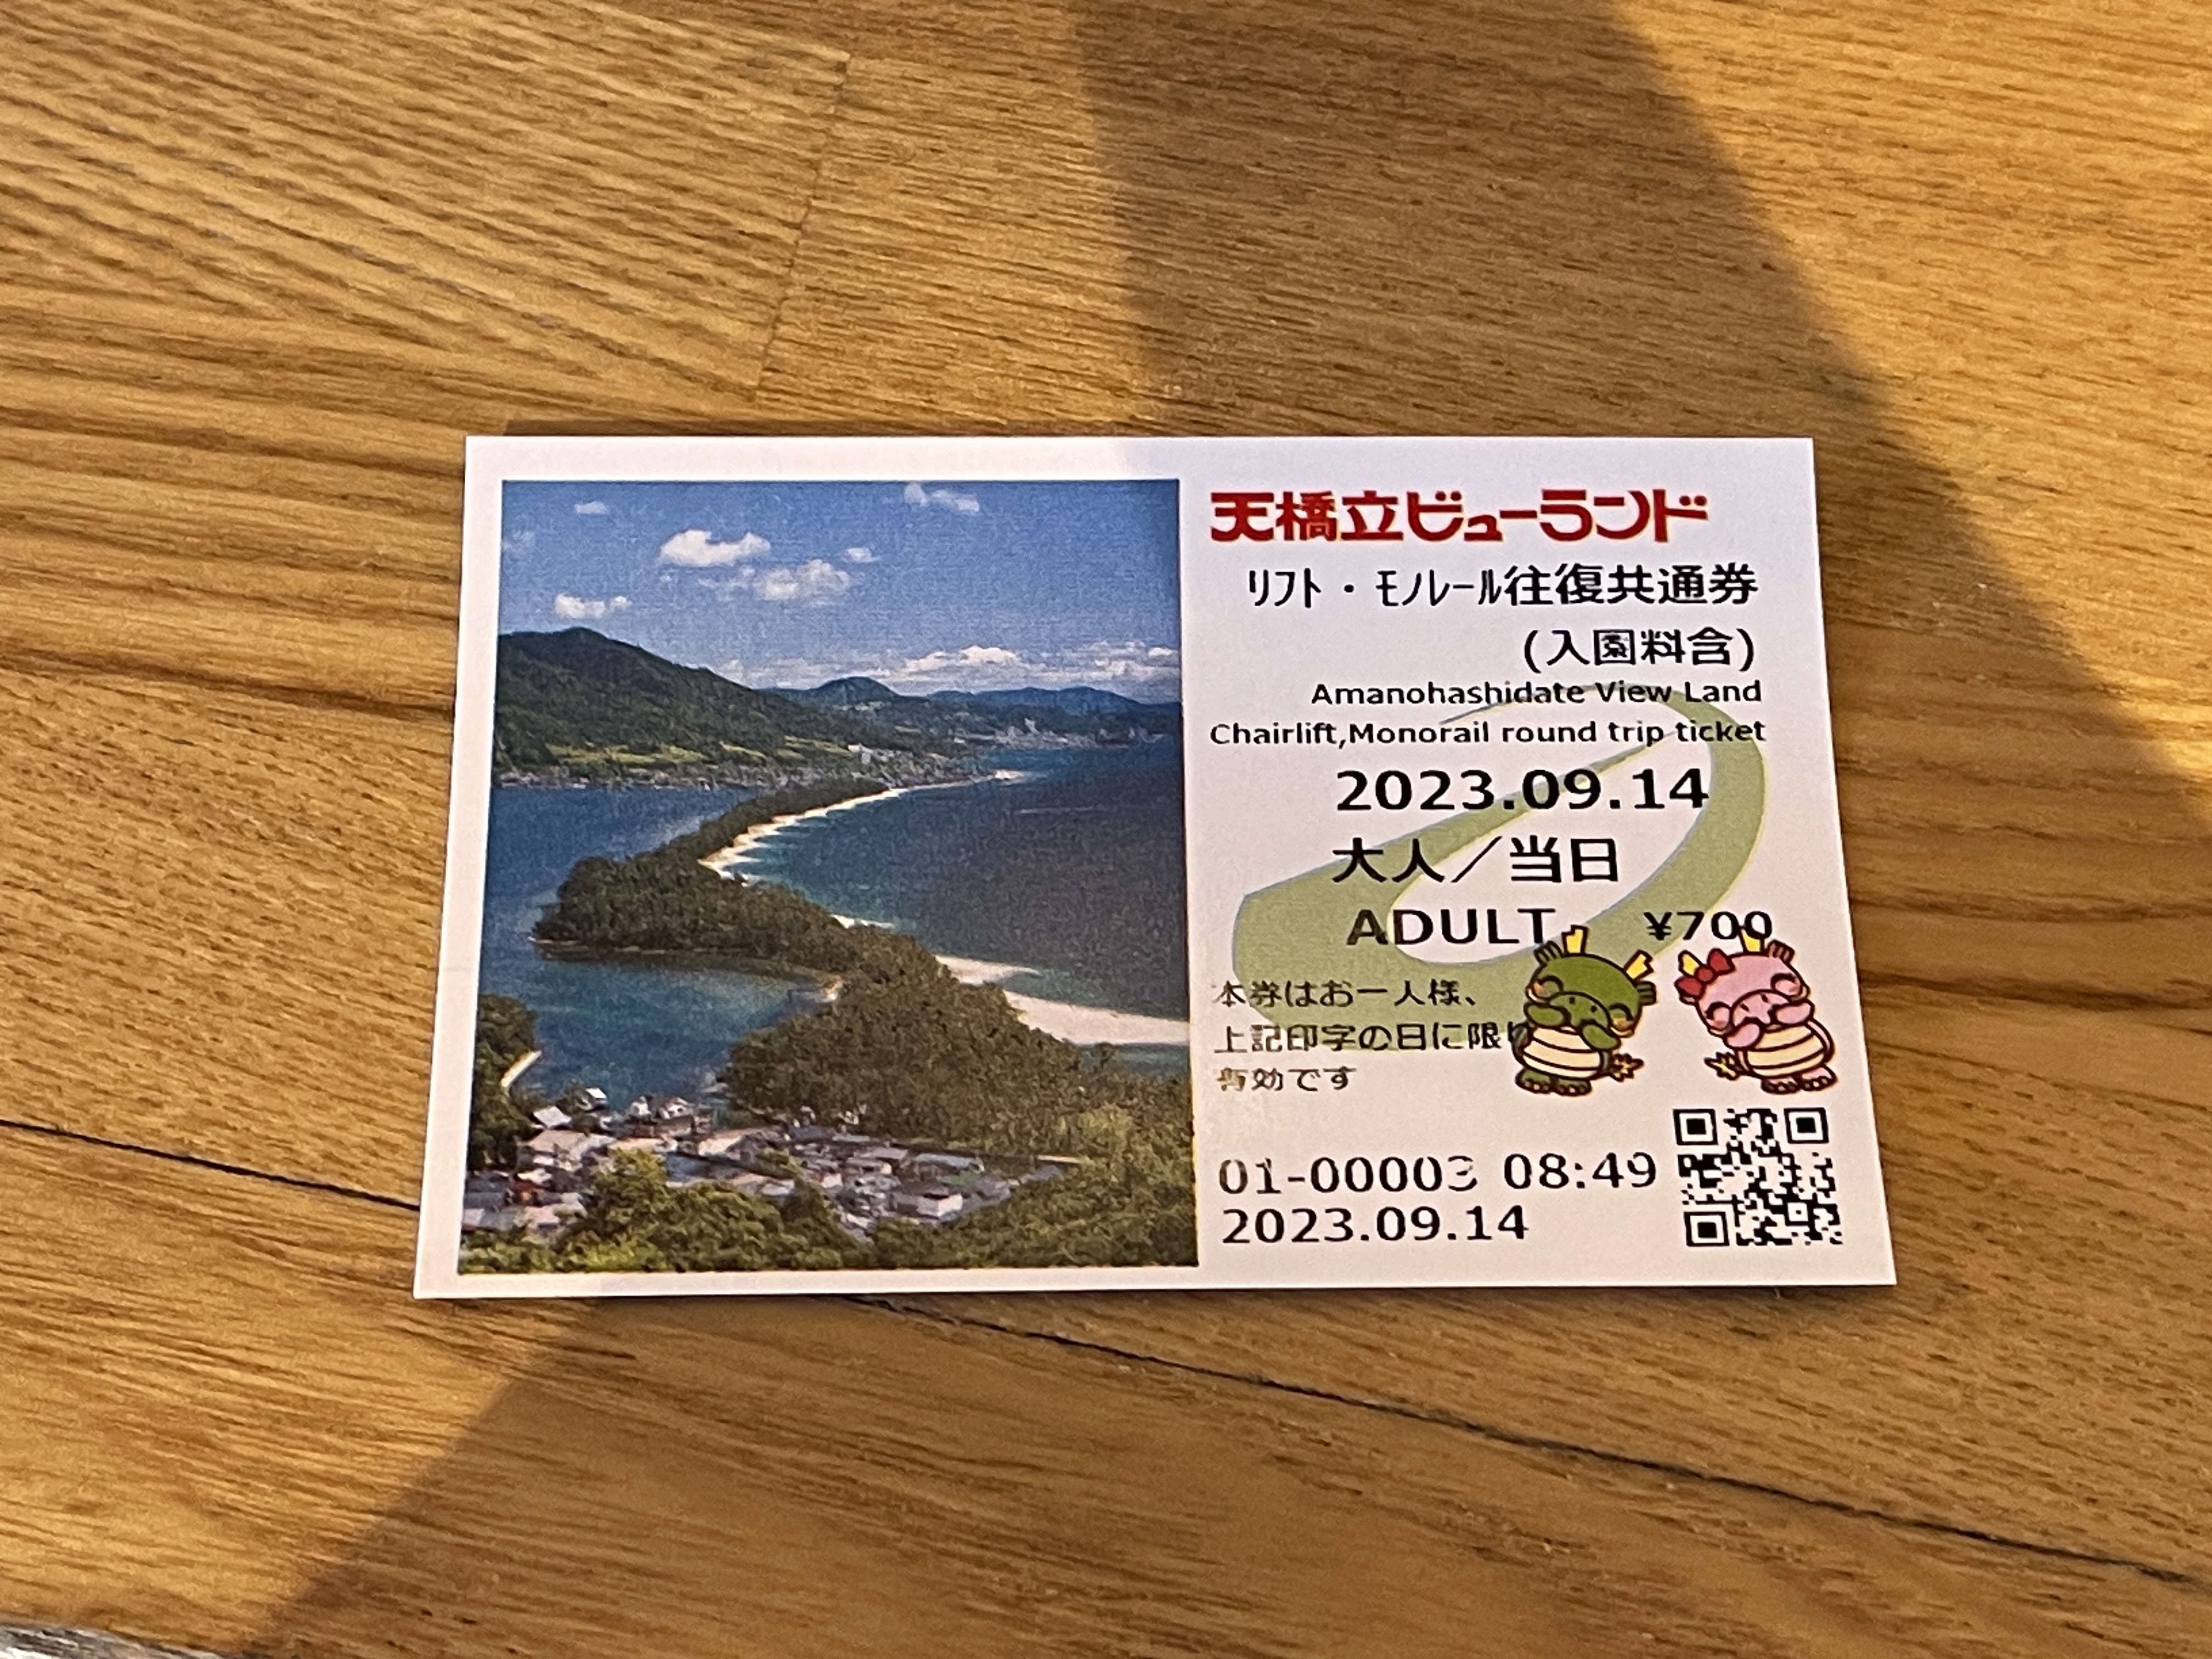 天橋立ビューランド
リフト・モノレール往復共通券
(入園料含)
Amanohashidate View Land
Chairlift,Monorail round trip ticket
2023.09.14
大人／当日
ADULT ¥700
本券はお一人様、
上記印字の日に限り
有効です
01-00003 08:49
2023.09.14